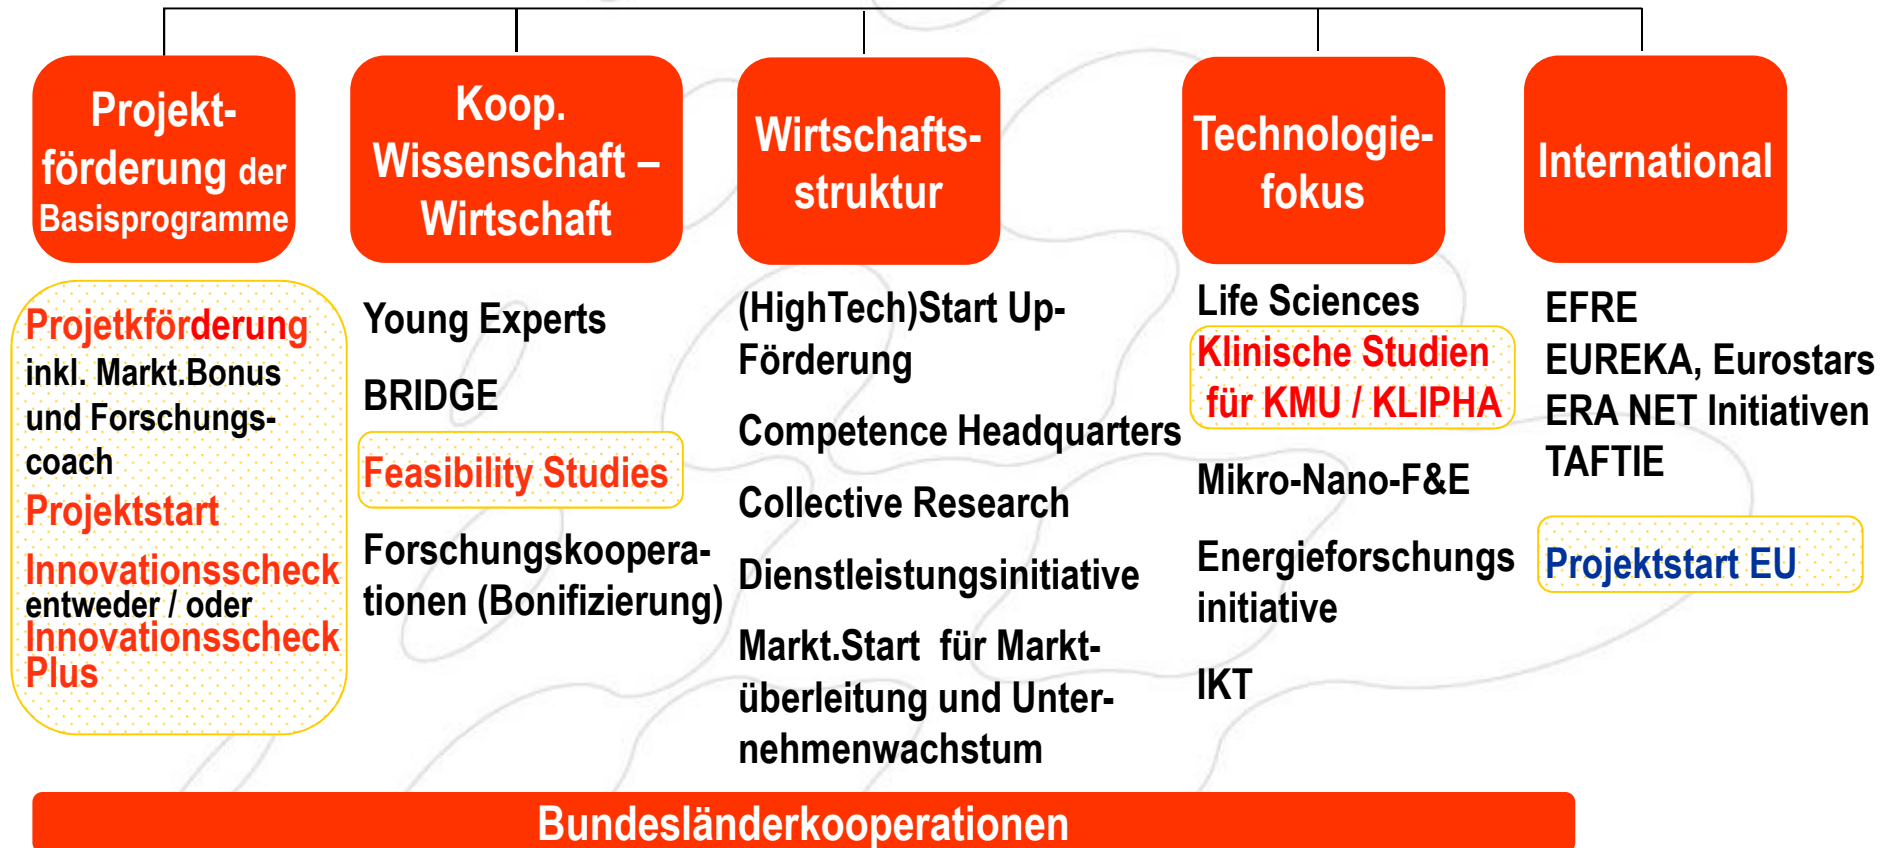 Projekt-
förderung der
Basisprogramme
Koop.
Wissenschaft –
Wirtschaft
Wirtschafts-
struktur
Technologie-
fokus
International
Projetkförderung
inkl. Markt.Bonus
und Forschungs-
coach
Projektstart
Innovationsscheck
entweder / oder
Innovationsscheck
Plus
Young Experts
BRIDGE
Feasibility Studies
Forschungskoopera-
tionen (Bonifizierung)
(HighTech)Start Up-
Förderung
Competence Headquarters
Collective Research
Dienstleistungsinitiative
Markt.Start für Markt-
überleitung und Unter-
nehmenwachstum
Life Sciences
Klinische Studien
für KMU / KLIPHA
Mikro-Nano-F&E
Energieforschungs
initiative
IKT
EFRE
EUREKA, Eurostars
ERA NET Initiativen
TAFTIE
Projektstart EU
Bundesländerkooperationen